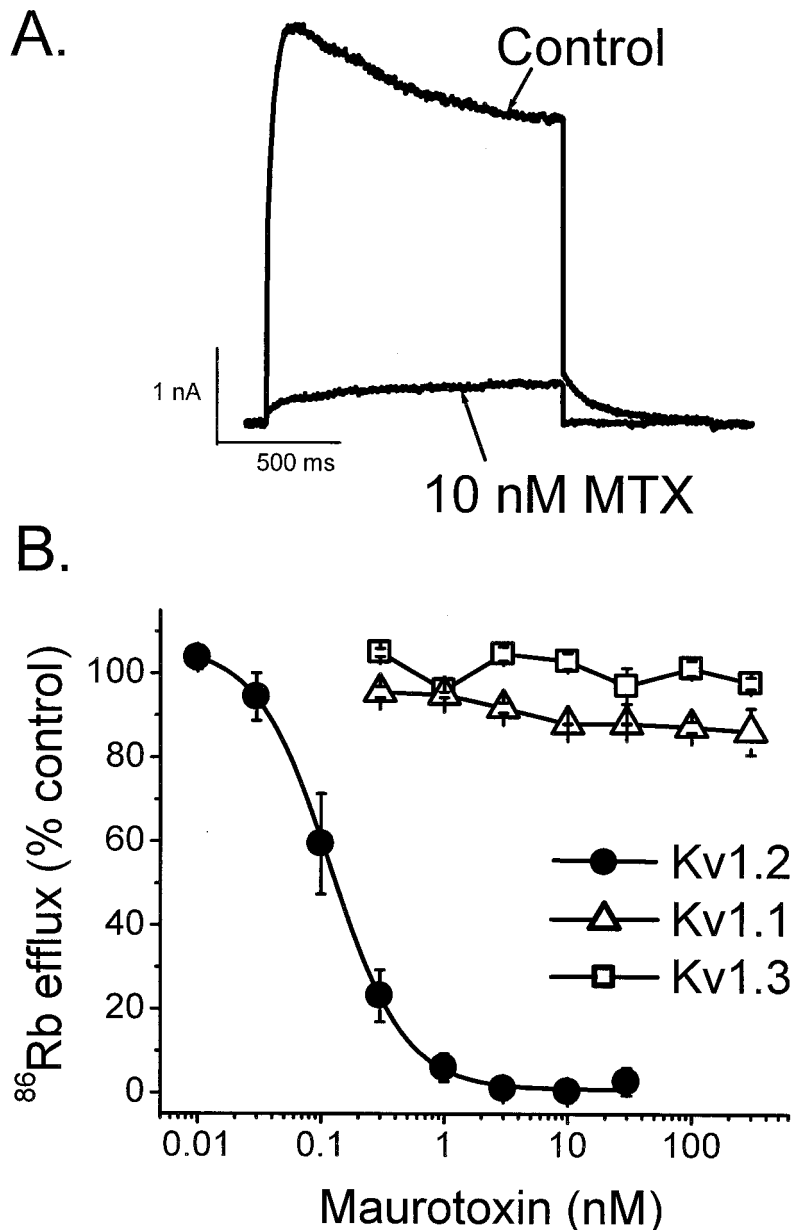 A.
Control
1 nA
500 ms
10 nM MTX
B.
86Rb efflux (% control)
100
80
60
40
20
0
Kv1.2
Kv1.1
Kv1.3
0.01 0.1 1 10 100
Maurotoxin (nM)